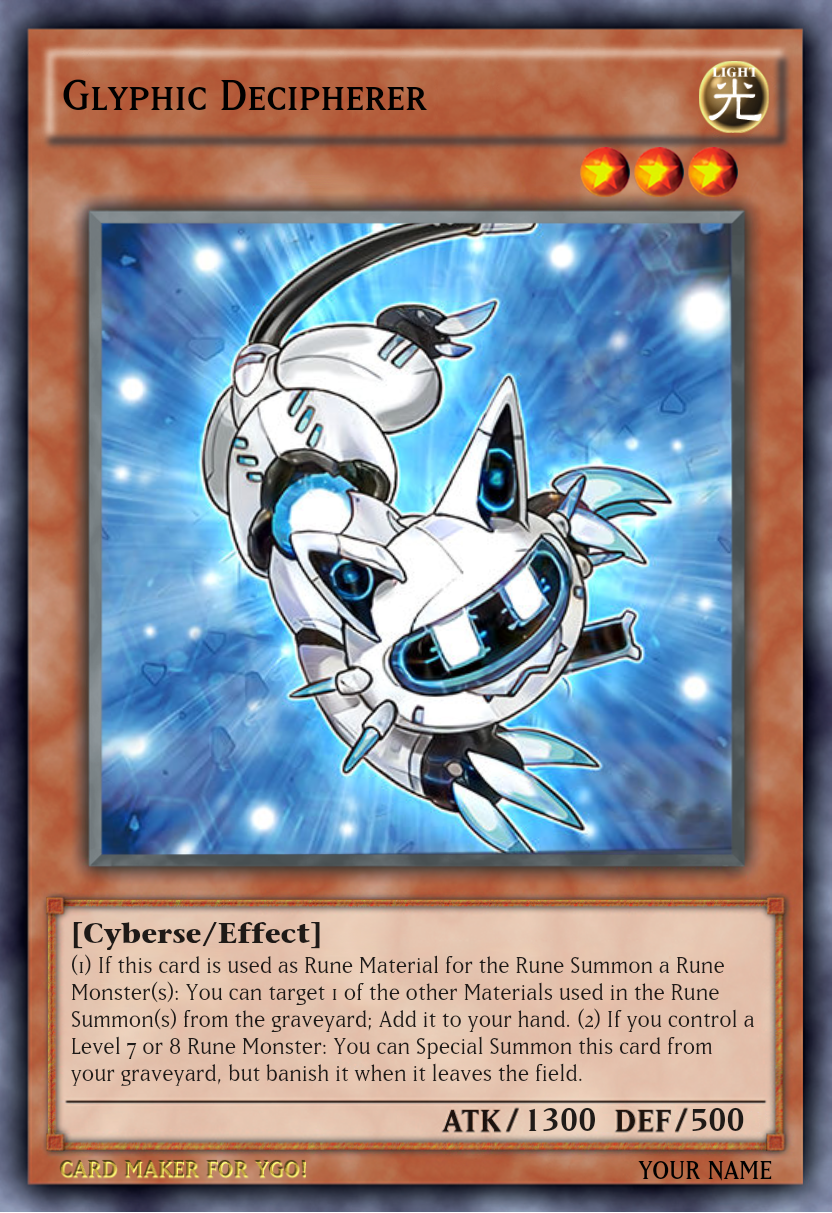 Glyphic Decipherer
LIGHT
光
[Cyberse/Effect]
(1) If this card is used as Rune Material for the Rune Summon a Rune
Monster(s): You can target 1 of the other Materials used in the Rune
Summon(s) from the graveyard; Add it to your hand. (2) If you control a
Level 7 or 8 Rune Monster: You can Special Summon this card from
your graveyard, but banish it when it leaves the field.
ATK/1300 DEF/500
CARD MAKER FOR YGO! YOUR NAME